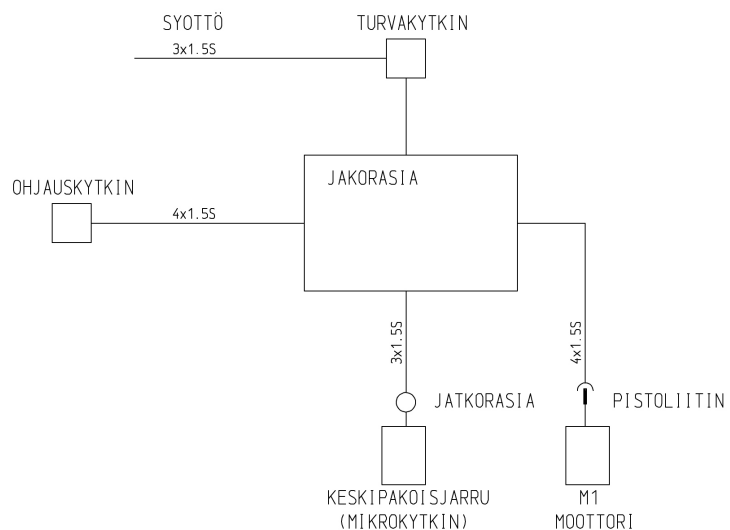 SYOTTÖ
TURVAKYTKIN
3x1.5S
JAKORASIA
OHJAUSKYTKIN
4x1.5S
3x1.5S
4x1.5S
JATKORASIA
PISTOLIITIN
KESKIPAKOISJARRU
(MIKROKYTKIN)
M1
MOOTTORI